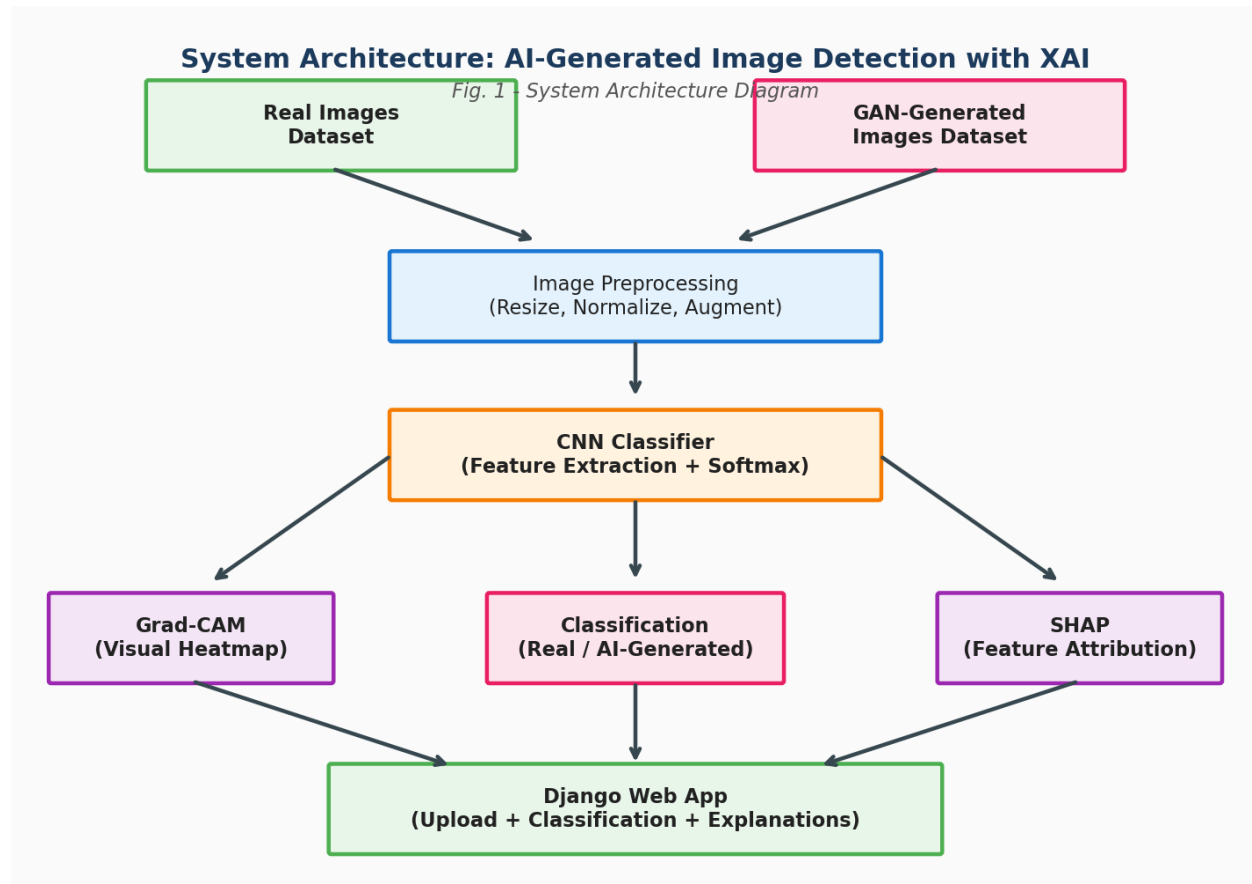 System Architecture: AI-Generated Image Detection with XAI
Fig. 1 - System Architecture Diagram
Real Images
Dataset
GAN-Generated
Images Dataset
Image Preprocessing
(Resize, Normalize, Augment)
CNN Classifier
(Feature Extraction + Softmax)
Grad-CAM
(Visual Heatmap)
Classification
(Real / AI-Generated)
SHAP
(Feature Attribution)
Django Web App
(Upload + Classification + Explanations)